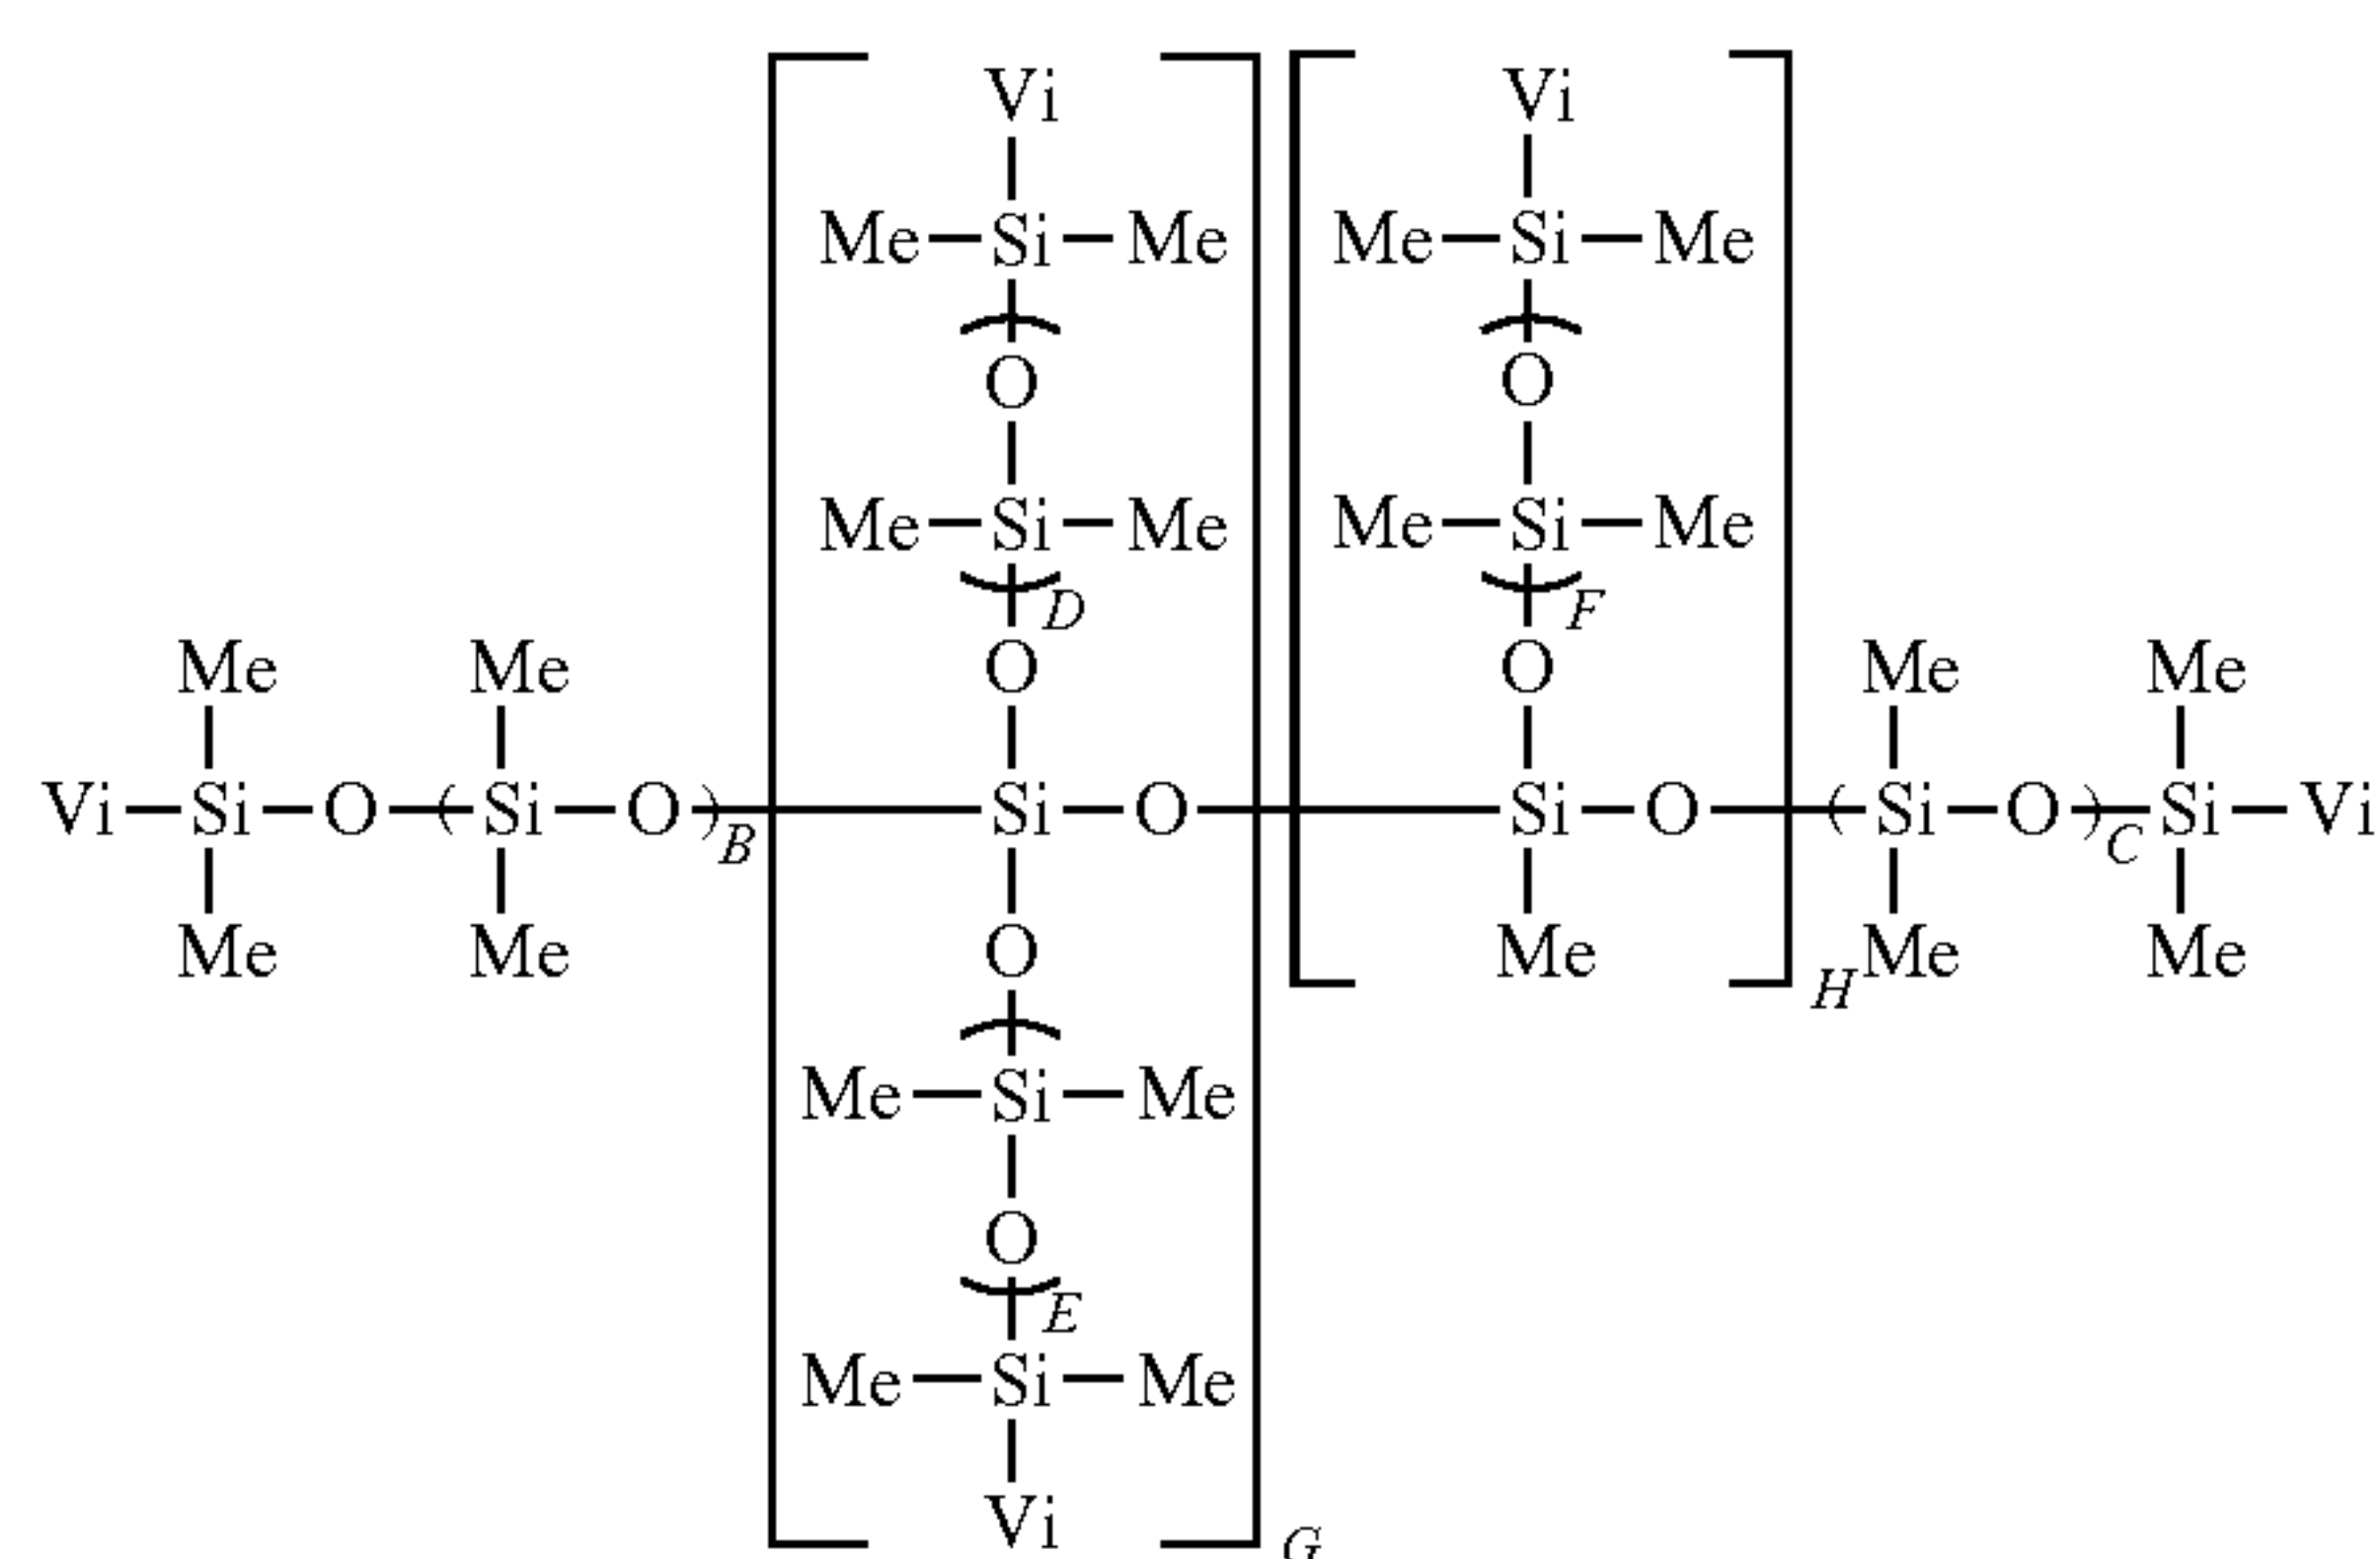 Vi Vi
Me—Si—Me Me—Si—Me
O O
Me—Si—Me Me—Si—Me
D F
Me Me O O Me Me
Vi—Si—O—(Si—O)B Si—O Si—O (Si—O)C Si—Vi
Me Me O Me H Me Me
Me—Si—Me
O
E
Me—Si—Me
Vi
G